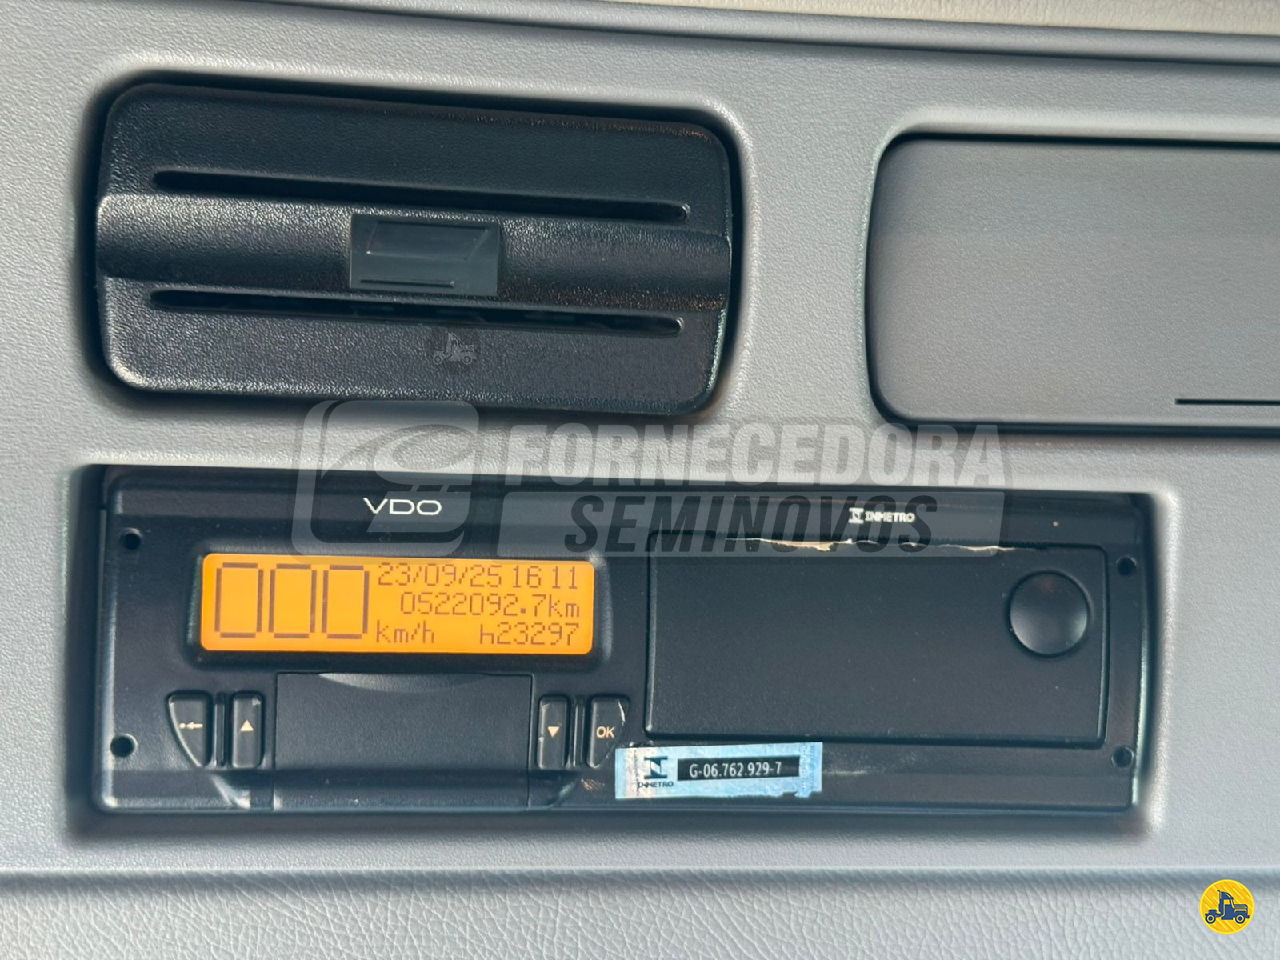 FORNECEDORA
SEMINOVOS
VDO
INMETRO
000
23/09/25 16 11
0522092.7km
km/h h23297
OK
INMETRO
G-06.762.929-7